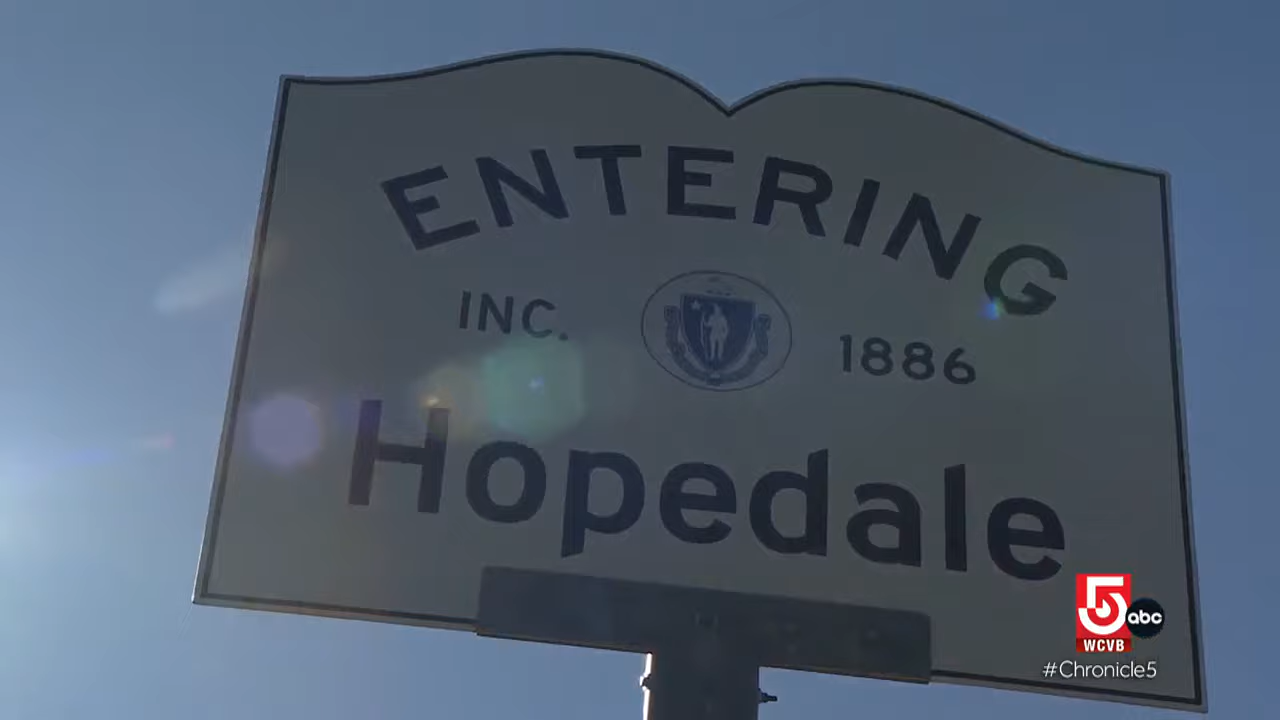 ENTERING
INC. 1886
Hopedale
5 abc
WCVB
#Chronicle5